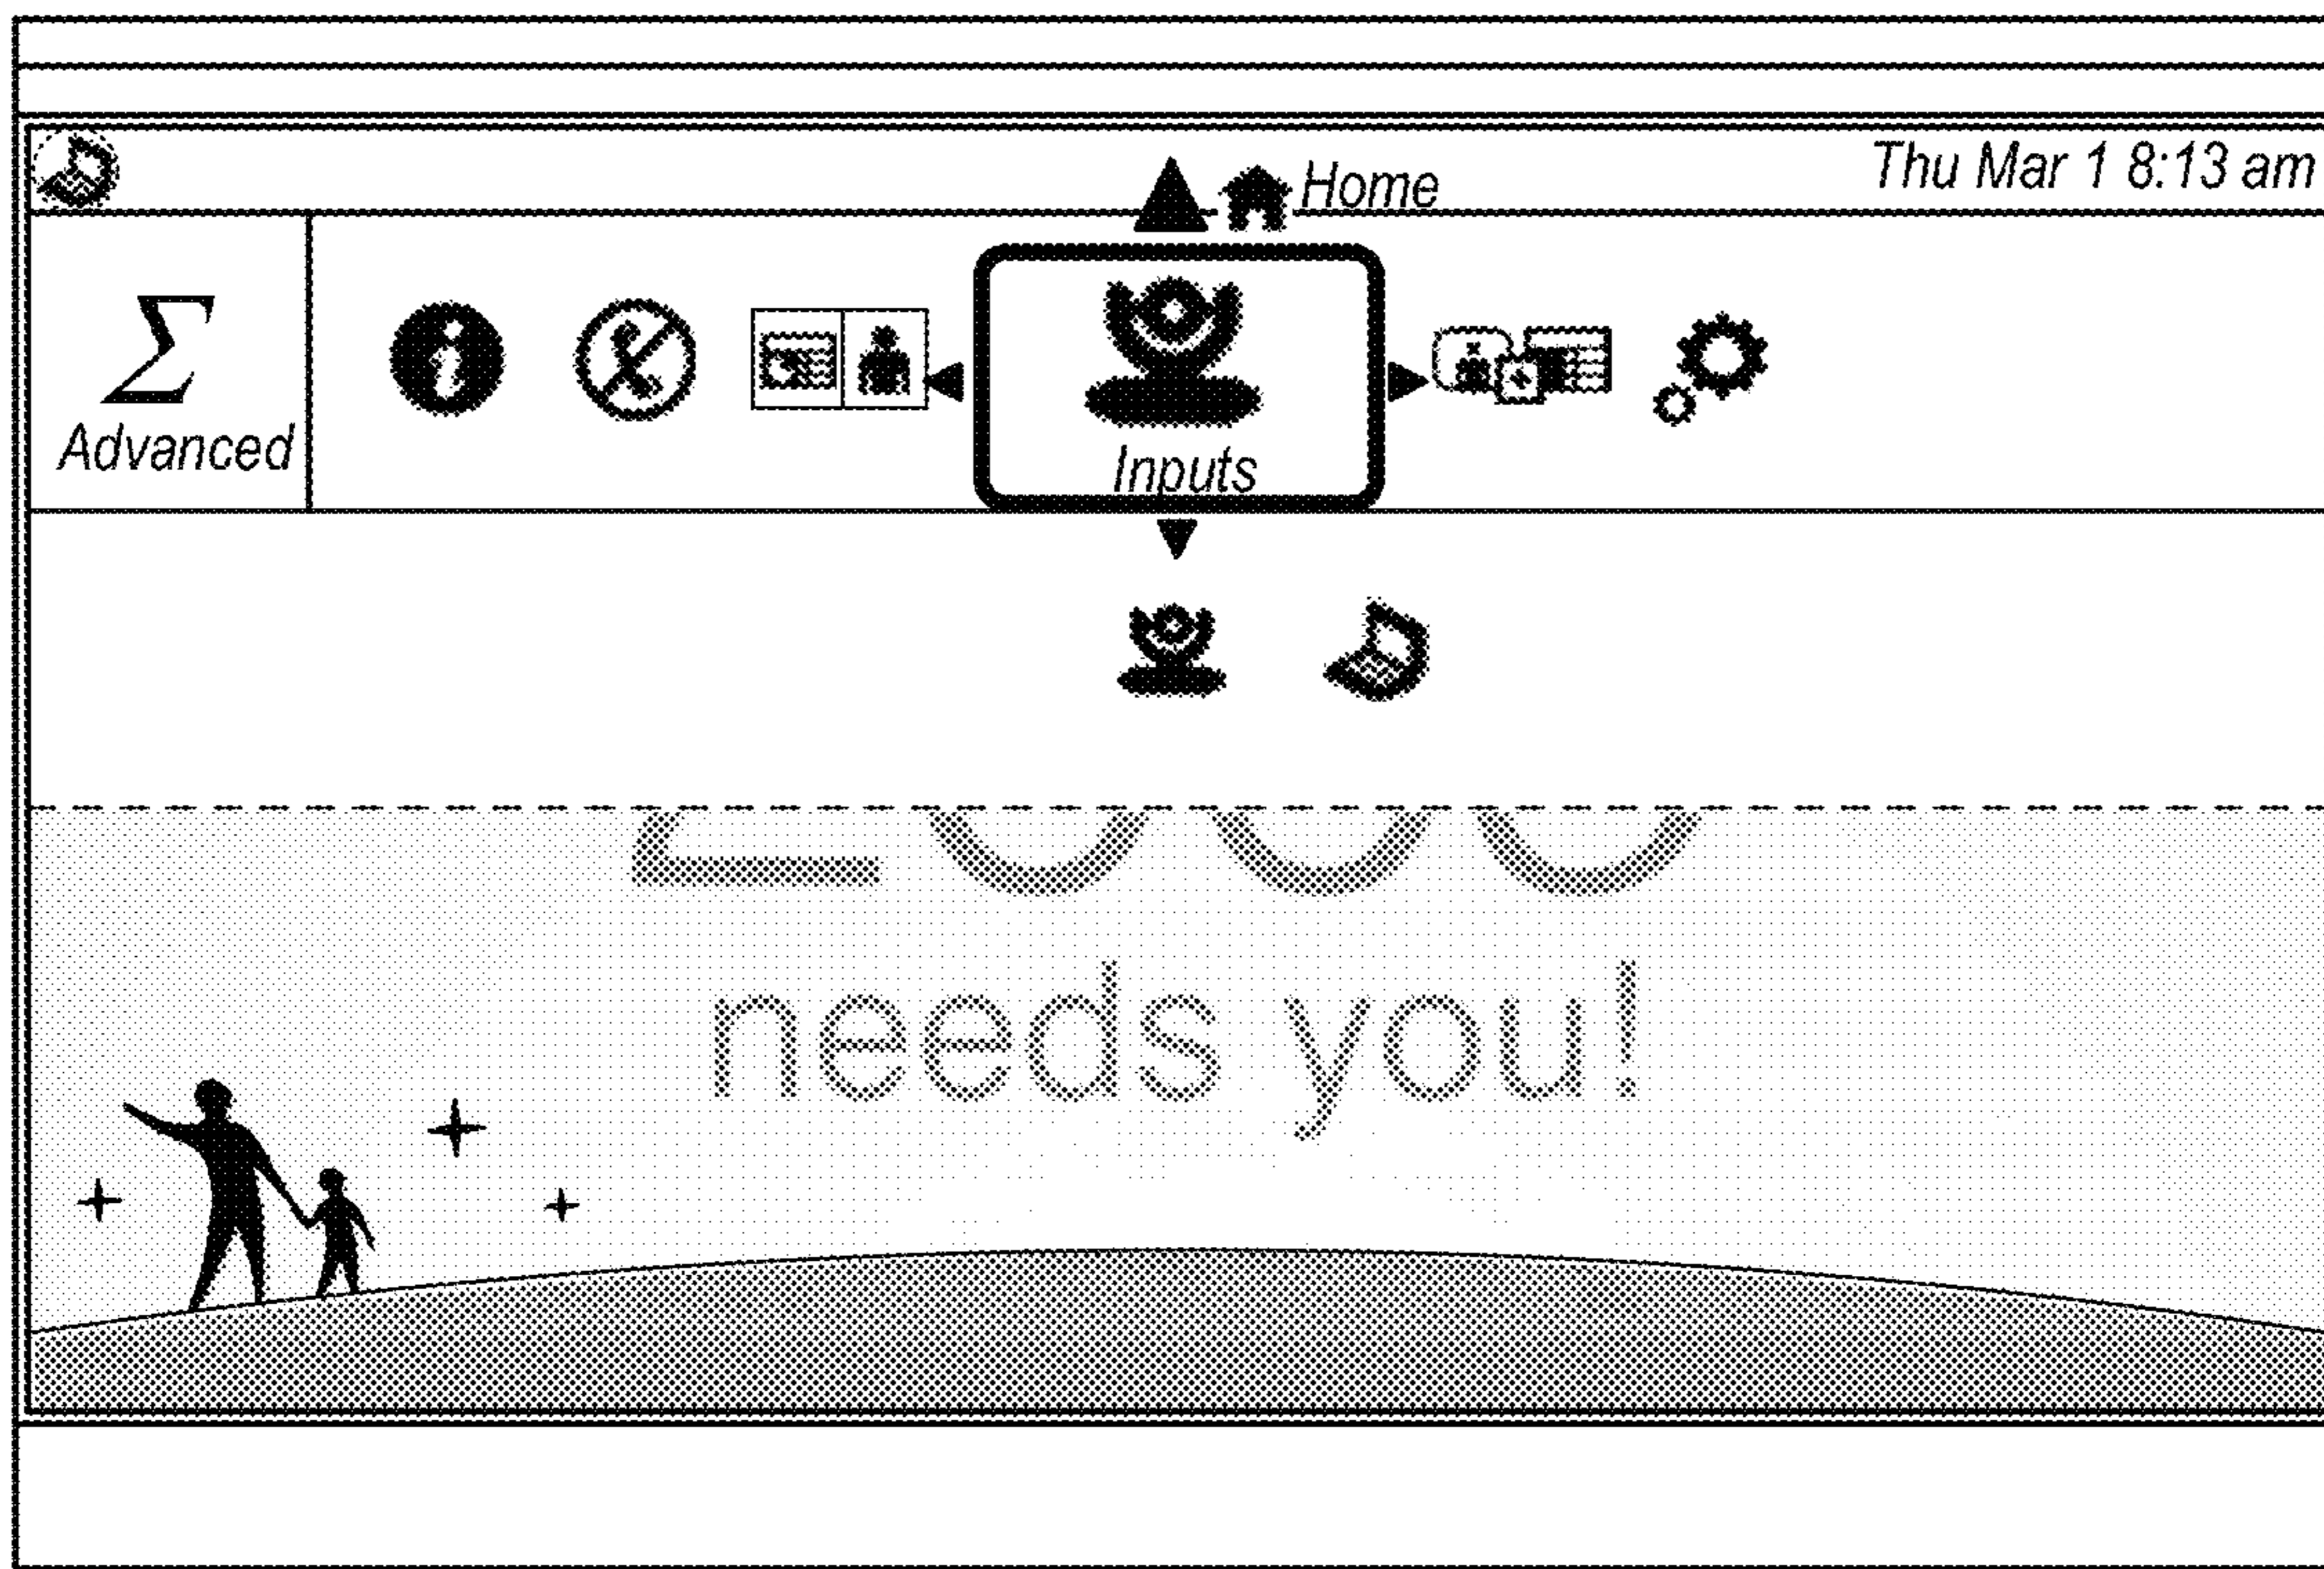 Thu Mar 1 8:13 am
Home
Σ
Advanced
Inputs
needs you!